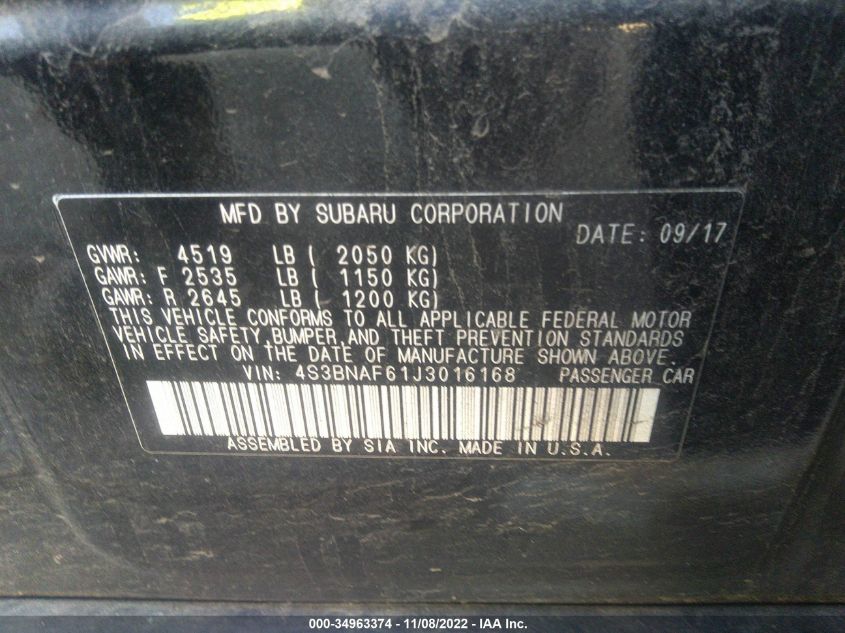 MFD BY SUBARU CORPORATION
DATE: 09/17
GVWR: 4519 LB ( 2050 KG)
GAWR: F 2535 LB ( 1150 KG)
GAWR: R 2645 LB ( 1200 KG)
THIS VEHICLE CONFORMS TO ALL APPLICABLE FEDERAL MOTOR
VEHICLE SAFETY, BUMPER, AND THEFT PREVENTION STANDARDS
IN EFFECT ON THE DATE OF MANUFACTURE SHOWN ABOVE.
VIN: 4S3BNAF61J3016168 PASSENGER CAR
ASSEMBLED BY SIA INC. MADE IN U.S.A.
000-34963374 - 11/08/2022 - IAA Inc.